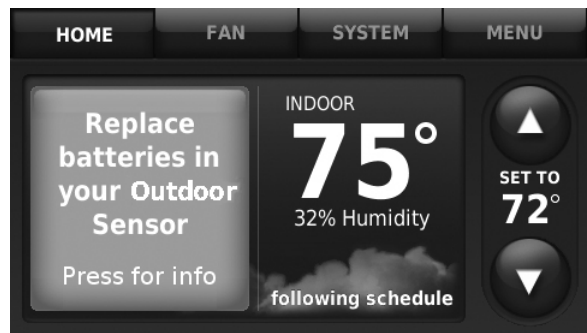 HOME FAN SYSTEM MENU
Replace
batteries in
your Outdoor
Sensor
Press for info
INDOOR
75°
32% Humidity
following schedule
SET TO
72°